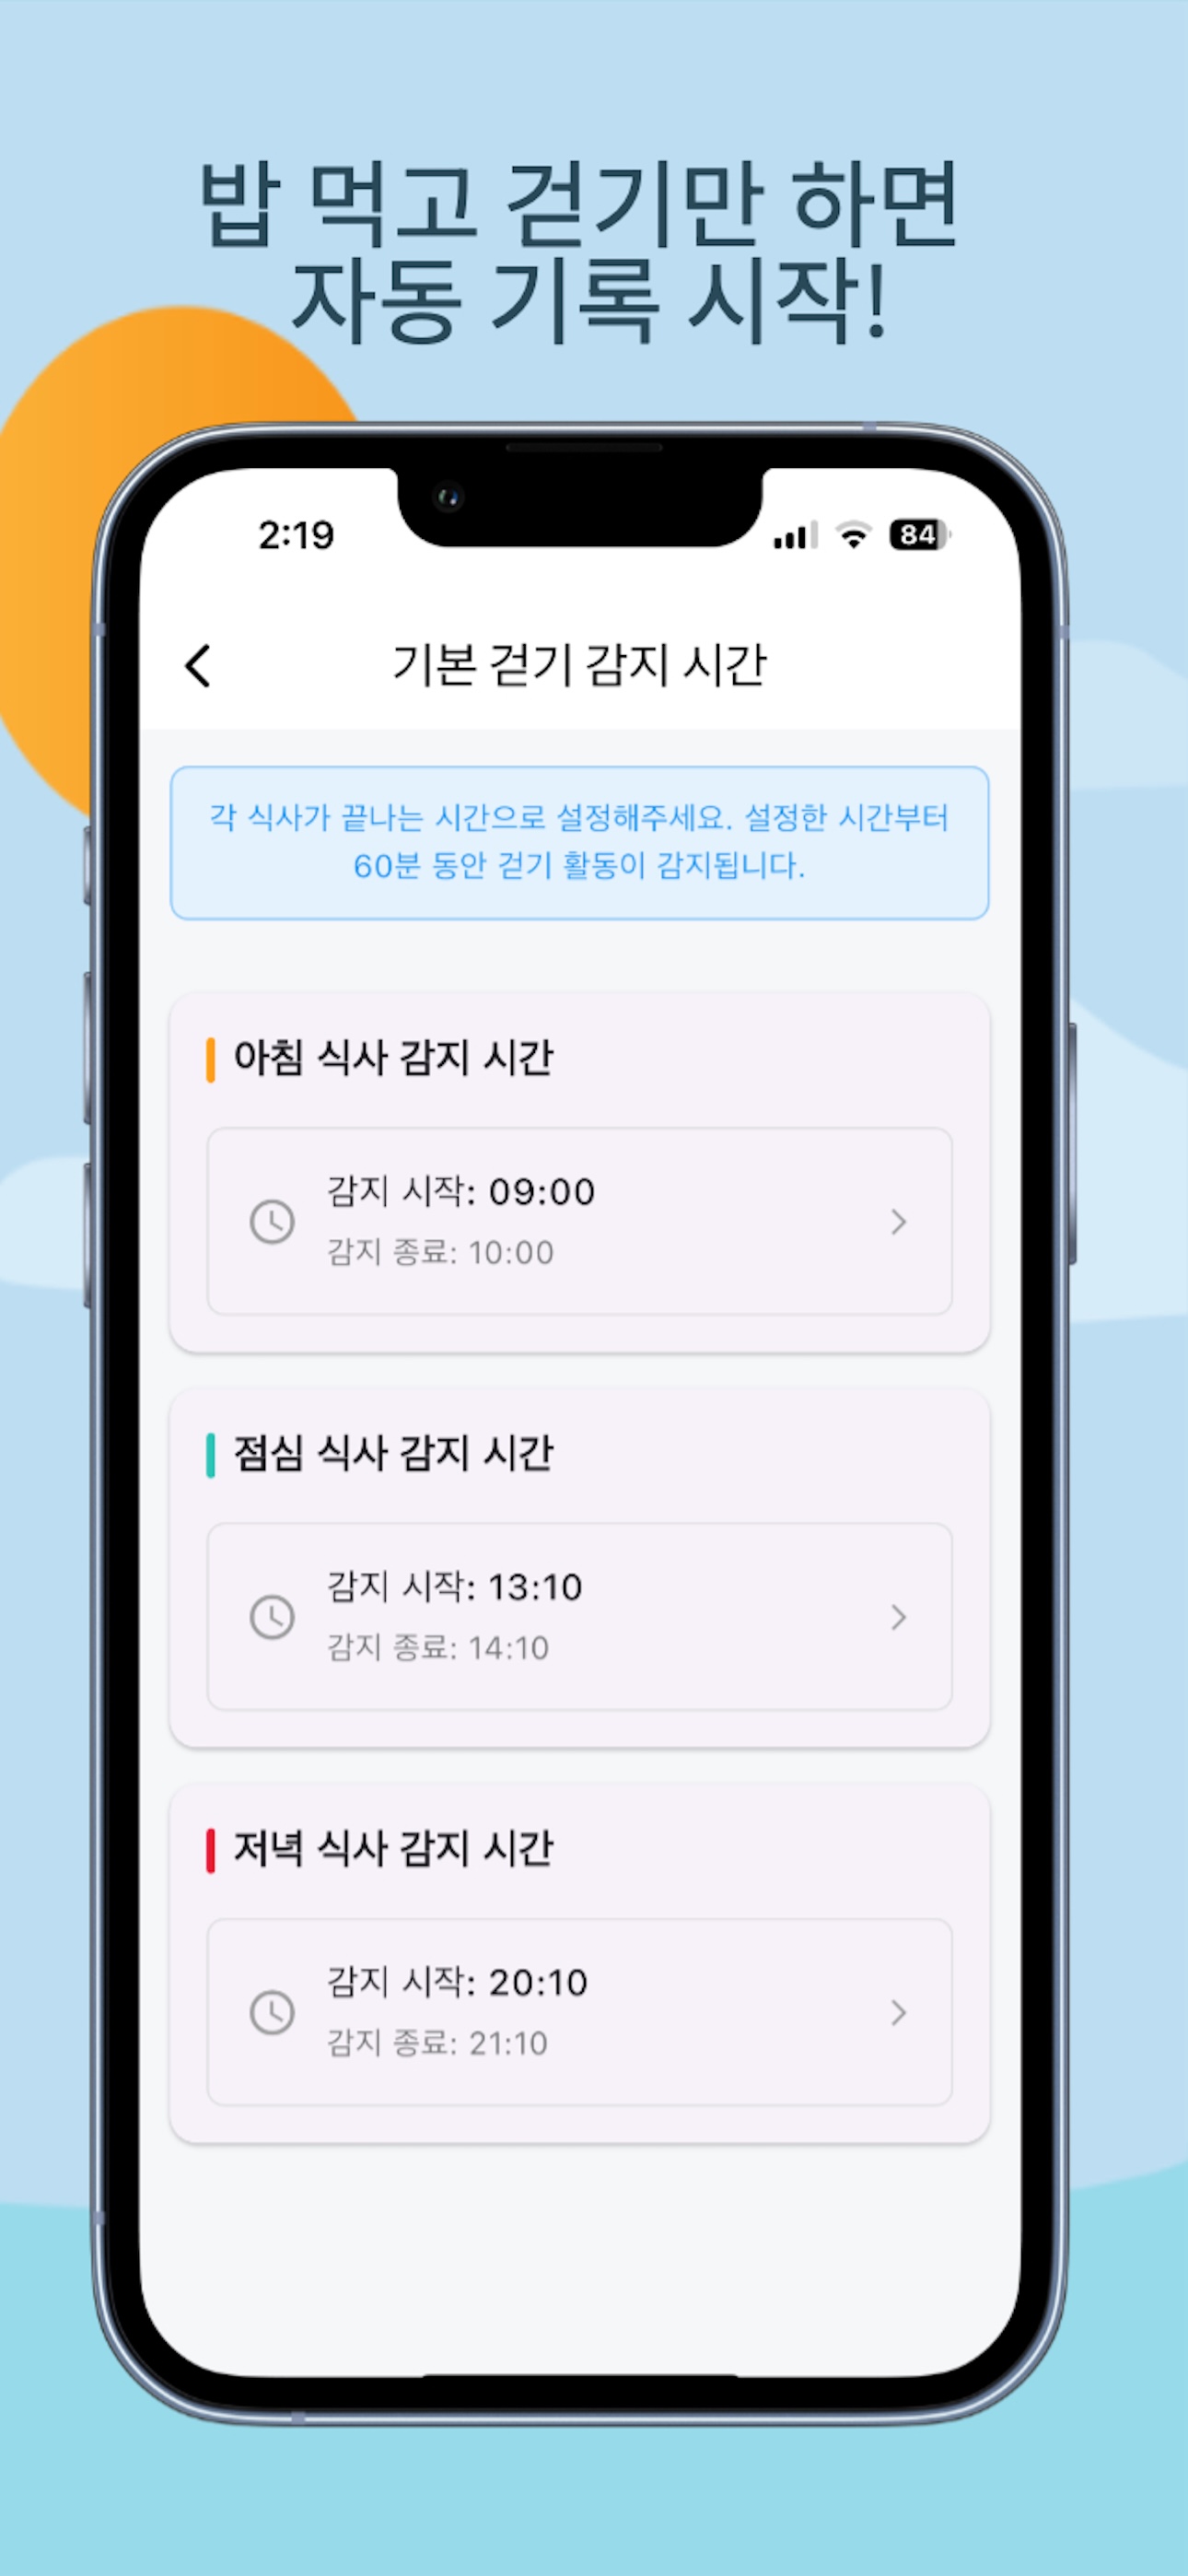 밥 먹고 걷기만 하면
자동 기록 시작!
2:19
84
기본 걷기 감지 시간
각 식사가 끝나는 시간으로 설정해주세요. 설정한 시간부터
60분 동안 걷기 활동이 감지됩니다.
아침 식사 감지 시간
감지 시작: 09:00
감지 종료: 10:00
점심 식사 감지 시간
감지 시작: 13:10
감지 종료: 14:10
저녁 식사 감지 시간
감지 시작: 20:10
감지 종료: 21:10